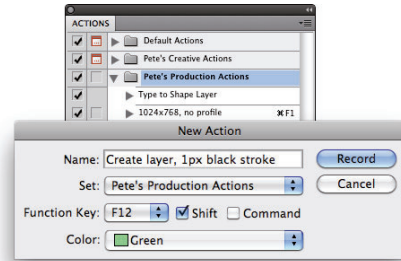 ACTIONS
Default Actions
Pete's Creative Actions
Pete's Production Actions
Type to Shape Layer
1024x768, no profile ⌘F1
New Action
Name: Create layer, 1px black stroke Record
Set: Pete's Production Actions Cancel
Function Key: F12 Shift Command
Color: Green